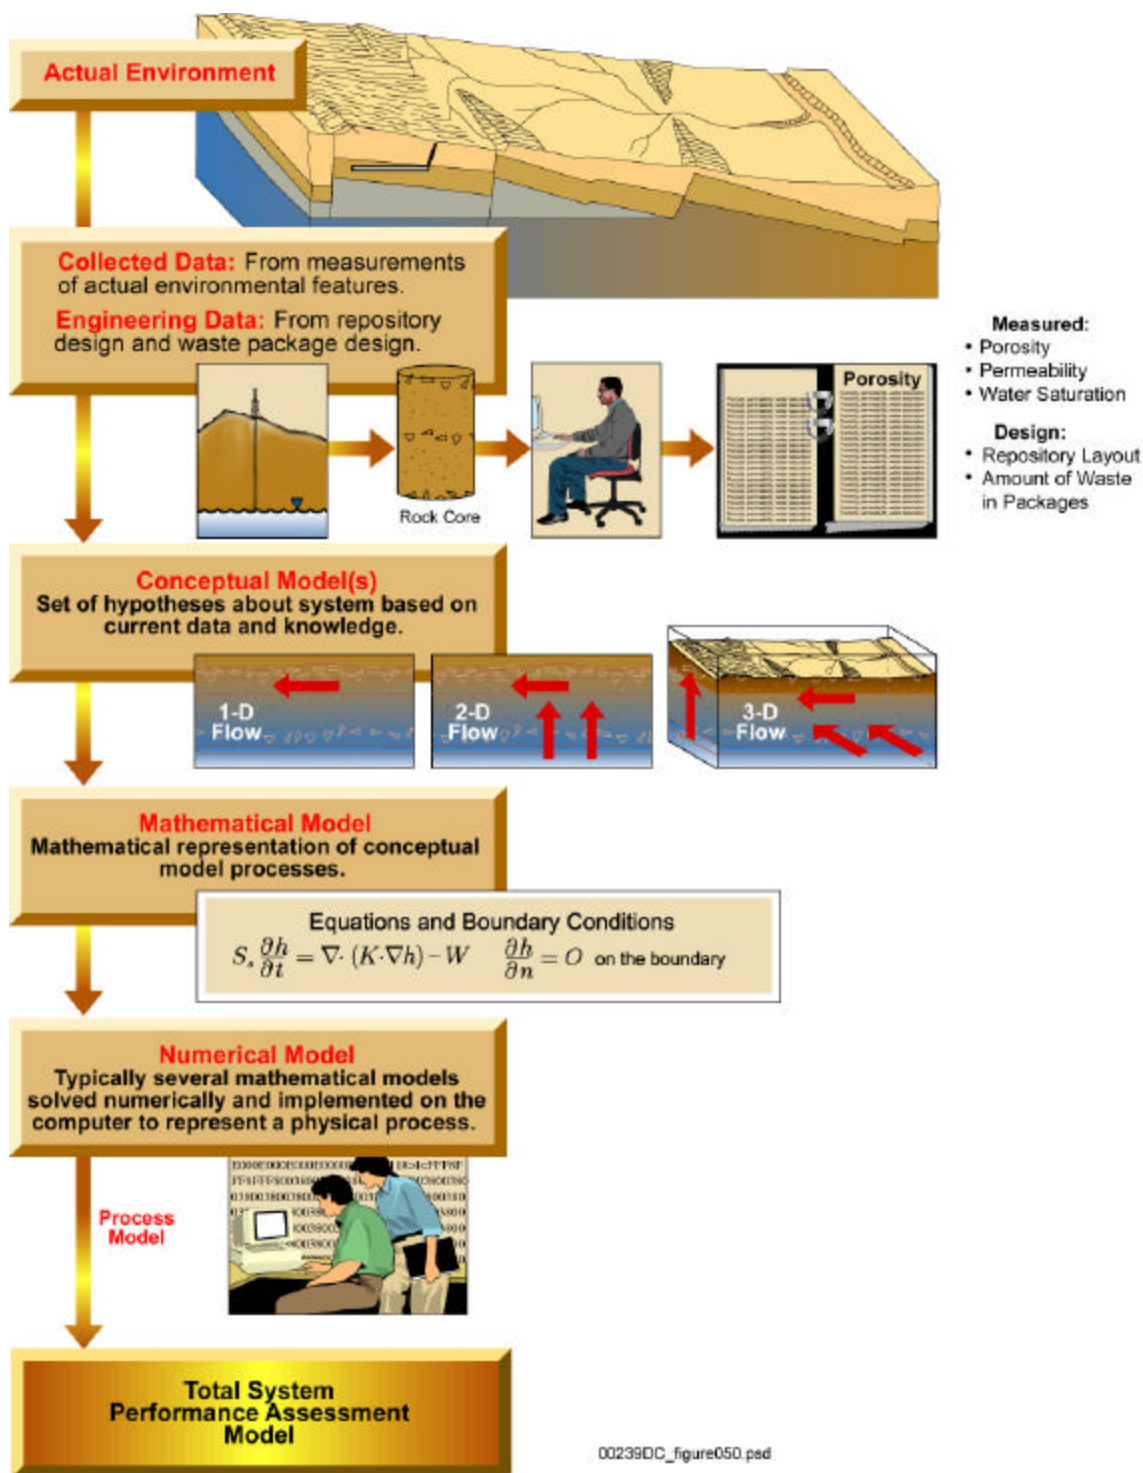 Actual Environment
Collected Data: From measurements
of actual environmental features.
Engineering Data: From repository
design and waste package design.
Rock Core
Porosity
Measured:
• Porosity
• Permeability
• Water Saturation
Design:
• Repository Layout
• Amount of Waste
in Packages
Conceptual Model(s)
Set of hypotheses about system based on
current data and knowledge.
1-D
Flow
2-D
Flow
3-D
Flow
Mathematical Model
Mathematical representation of conceptual
model processes.
Equations and Boundary Conditions
S_s ∂h/∂t = ∇· (K·∇h) – W ∂h/∂n = O on the boundary
Numerical Model
Typically several mathematical models
solved numerically and implemented on the
computer to represent a physical process.
Process
Model
Total System
Performance Assessment
Model
00239DC_figure050.psd